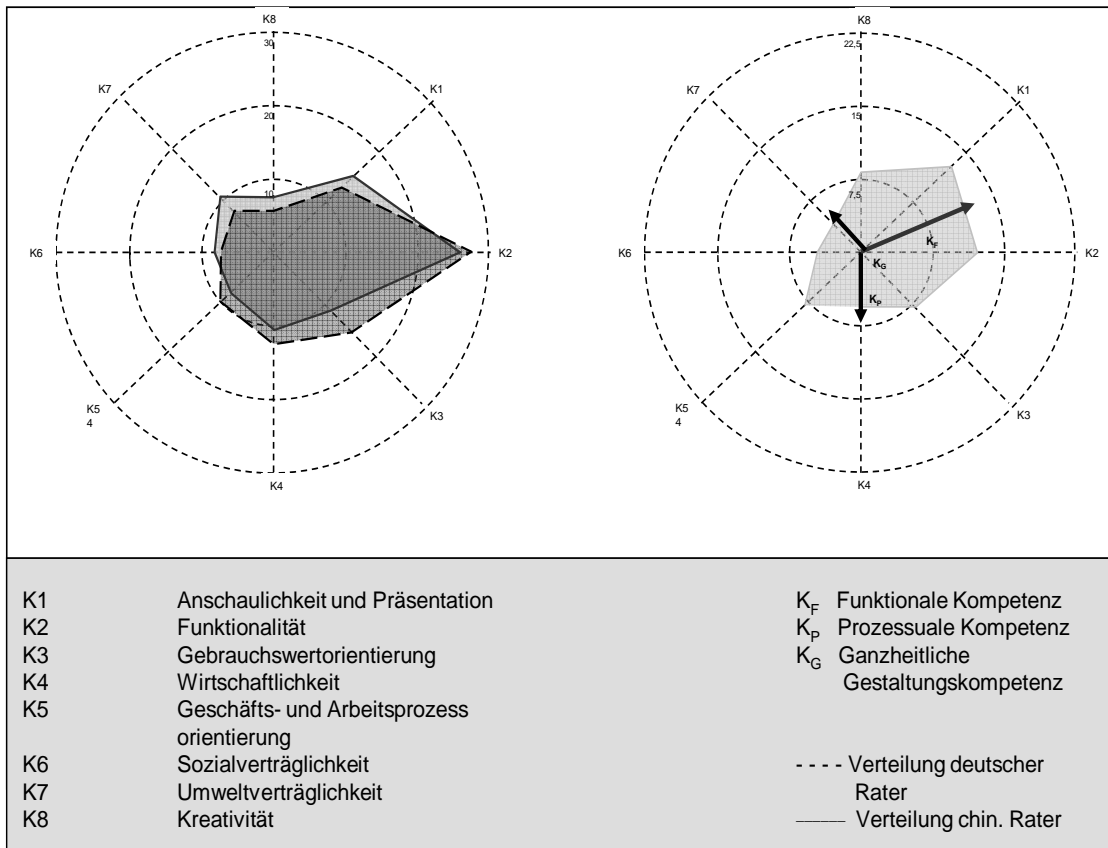 K8
30
K7
K1
20
10
K6
K2
K5
4
K3
K4
K8
22,5
K7
K1
15
7,5
K_F
K6
K_G
K2
K_P
K5
4
K3
K4
K1 Anschaulichkeit und Präsentation
K2 Funktionalität
K3 Gebrauchswertorientierung
K4 Wirtschaftlichkeit
K5 Geschäfts- und Arbeitsprozess
orientierung
K6 Sozialverträglichkeit
K7 Umweltverträglichkeit
K8 Kreativität
K_F Funktionale Kompetenz
K_P Prozessuale Kompetenz
K_G Ganzheitliche
Gestaltungskompetenz
- - - - Verteilung deutscher
Rater
——— Verteilung chin. Rater